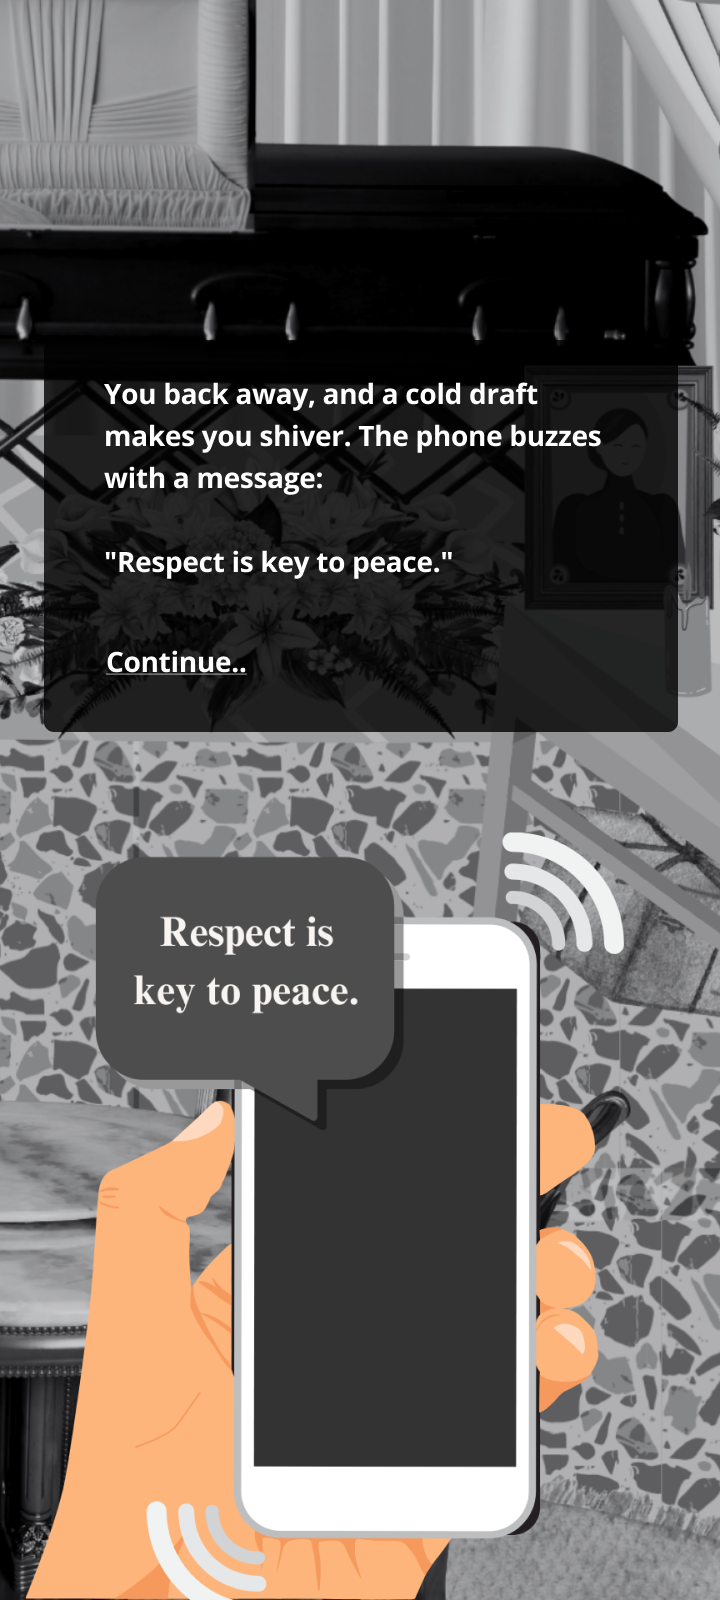 You back away, and a cold draft
makes you shiver. The phone buzzes
with a message:
"Respect is key to peace."
Continue..
Respect is
key to peace.